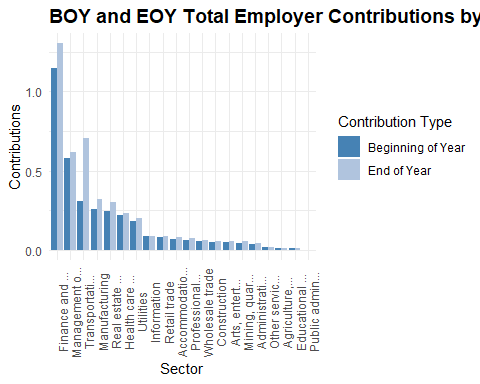 BOY and EOY Total Employer Contributions by
Contributions
1.0
0.5
0.0
Finance and ...
Management o...
Transportati...
Manufacturing
Real estate ...
Health care ...
Utilities
Information
Retail trade
Accommodatio...
Professional...
Wholesale trade
Construction
Arts, entert...
Mining, quar...
Administrati...
Other servic...
Agriculture,...
Educational ...
Public admin...
Sector
Contribution Type
Beginning of Year
End of Year